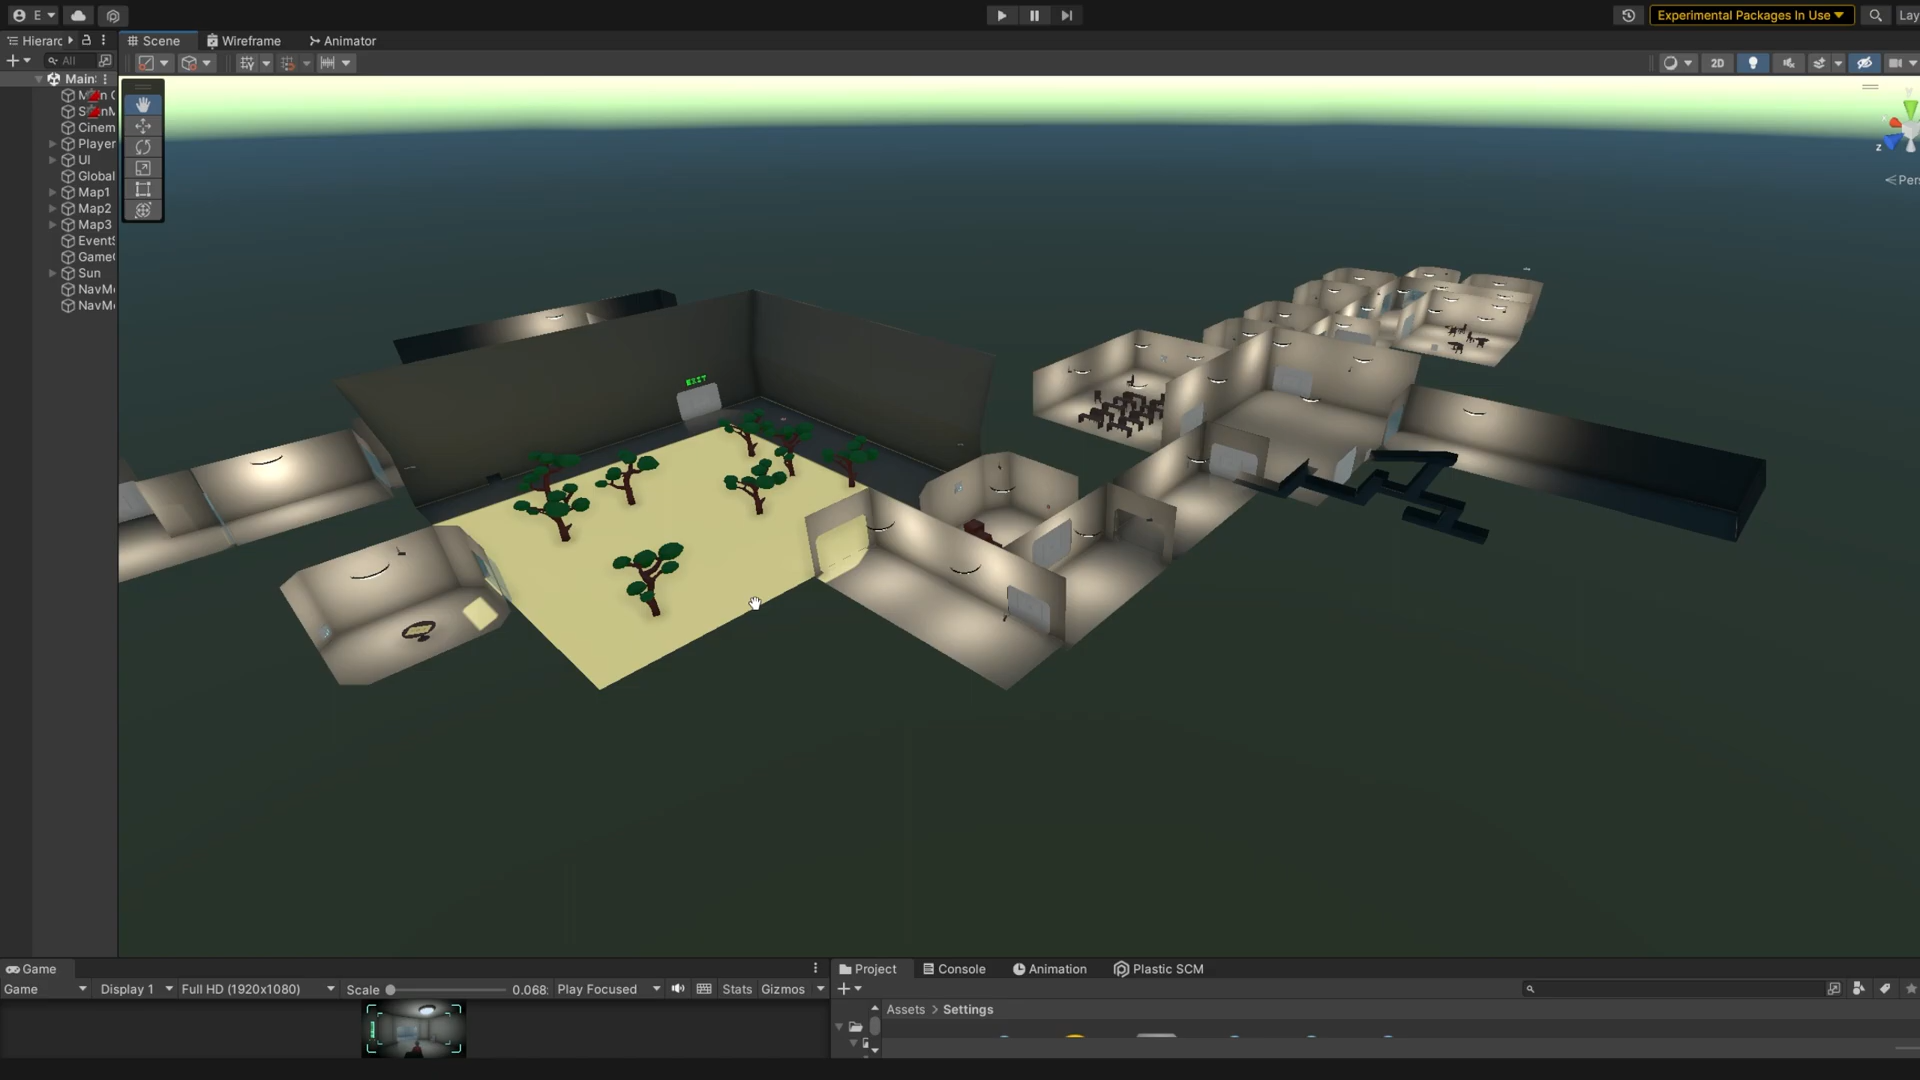 E
Experimental Packages In Use
Lay
Hierarc
Scene
Wireframe
Animator
All
2D
Main
Cinem
Player
UI
Global
Map1
Map2
Map3
Event
Game
Sun
NavM
NavM
z
Pers
EXIT
Game
Project
Console
Animation
Plastic SCM
Game
Display 1
Full HD (1920x1080)
Scale
0.068
Play Focused
Stats
Gizmos
Assets > Settings